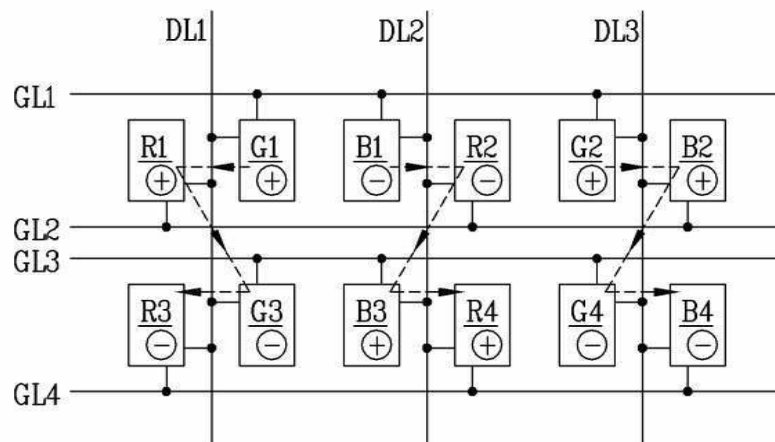 DL1 DL2 DL3
GL1
R1 G1 B1 R2 G2 B2
+ + − − + +
GL2
GL3
R3 G3 B3 R4 G4 B4
− − + + − −
GL4